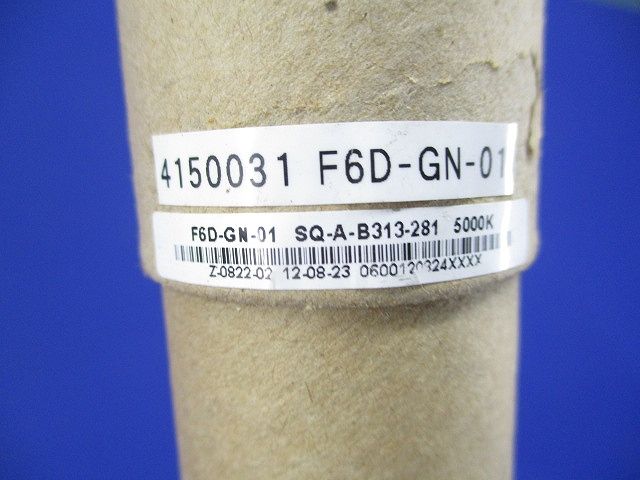 4150031 F6D-GN-01
F6D-GN-01 SQ-A-B313-281 5000K
Z-0822-02 12-08-23 0600120324XXXX